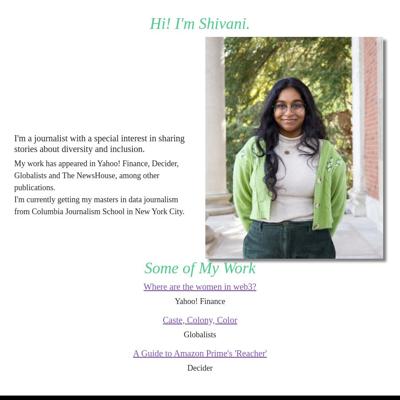 Hi! I'm Shivani.
I'm a journalist with a special interest in sharing
stories about diversity and inclusion.
My work has appeared in Yahoo! Finance, Decider,
Globalists and The NewsHouse, among other
publications.
I'm currently getting my masters in data journalism
from Columbia Journalism School in New York City.
Some of My Work
Where are the women in web3?
Yahoo! Finance
Caste, Colony, Color
Globalists
A Guide to Amazon Prime's 'Reacher'
Decider